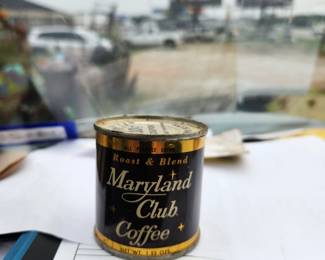 Roast & Blend
Maryland
Club
Coffee